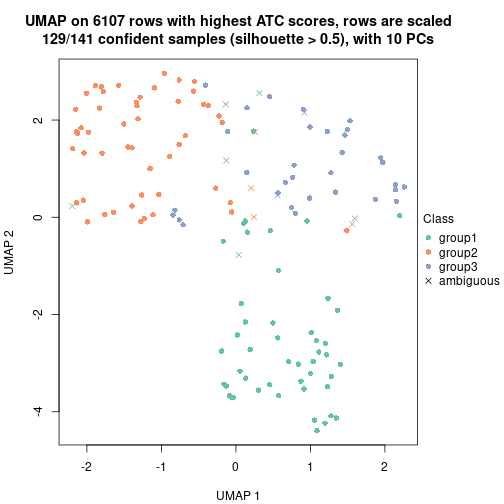 UMAP on 6107 rows with highest ATC scores, rows are scaled
129/141 confident samples (silhouette > 0.5), with 10 PCs
2
0
-2
-4
UMAP 2
-2
-1
0
1
2
UMAP 1
Class
group1
group2
group3
ambiguous